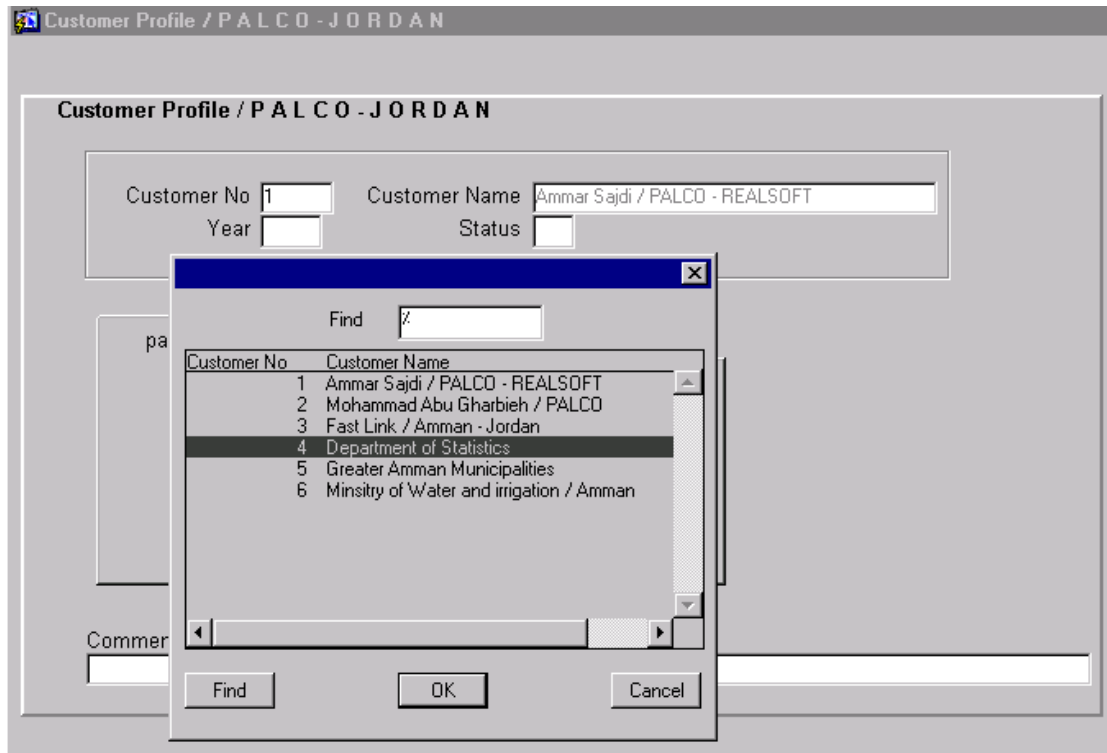 Customer Profile / P A L C O - J O R D A N
Customer Profile / P A L C O - J O R D A N
Customer No 1 Customer Name Ammar Sajdi / PALCO - REALSOFT
Year Status
Find %
pa
Customer No Customer Name
1 Ammar Sajdi / PALCO - REALSOFT
2 Mohammad Abu Gharbieh / PALCO
3 Fast Link / Amman - Jordan
4 Department of Statistics
5 Greater Amman Municipalities
6 Minsitry of Water and irrigation / Amman
Commer
Find OK Cancel